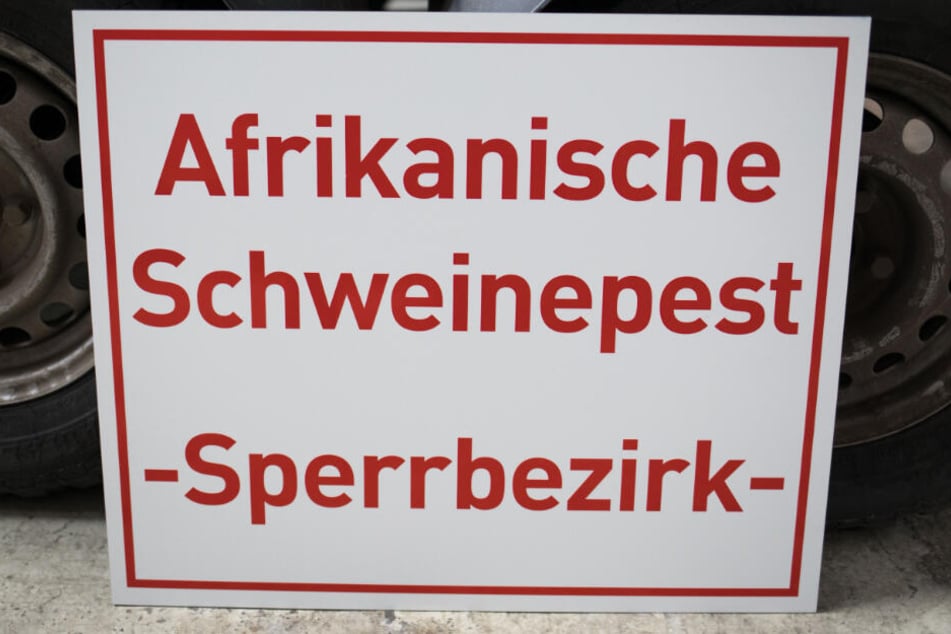 Afrikanische
Schweinepest
-Sperrbezirk-